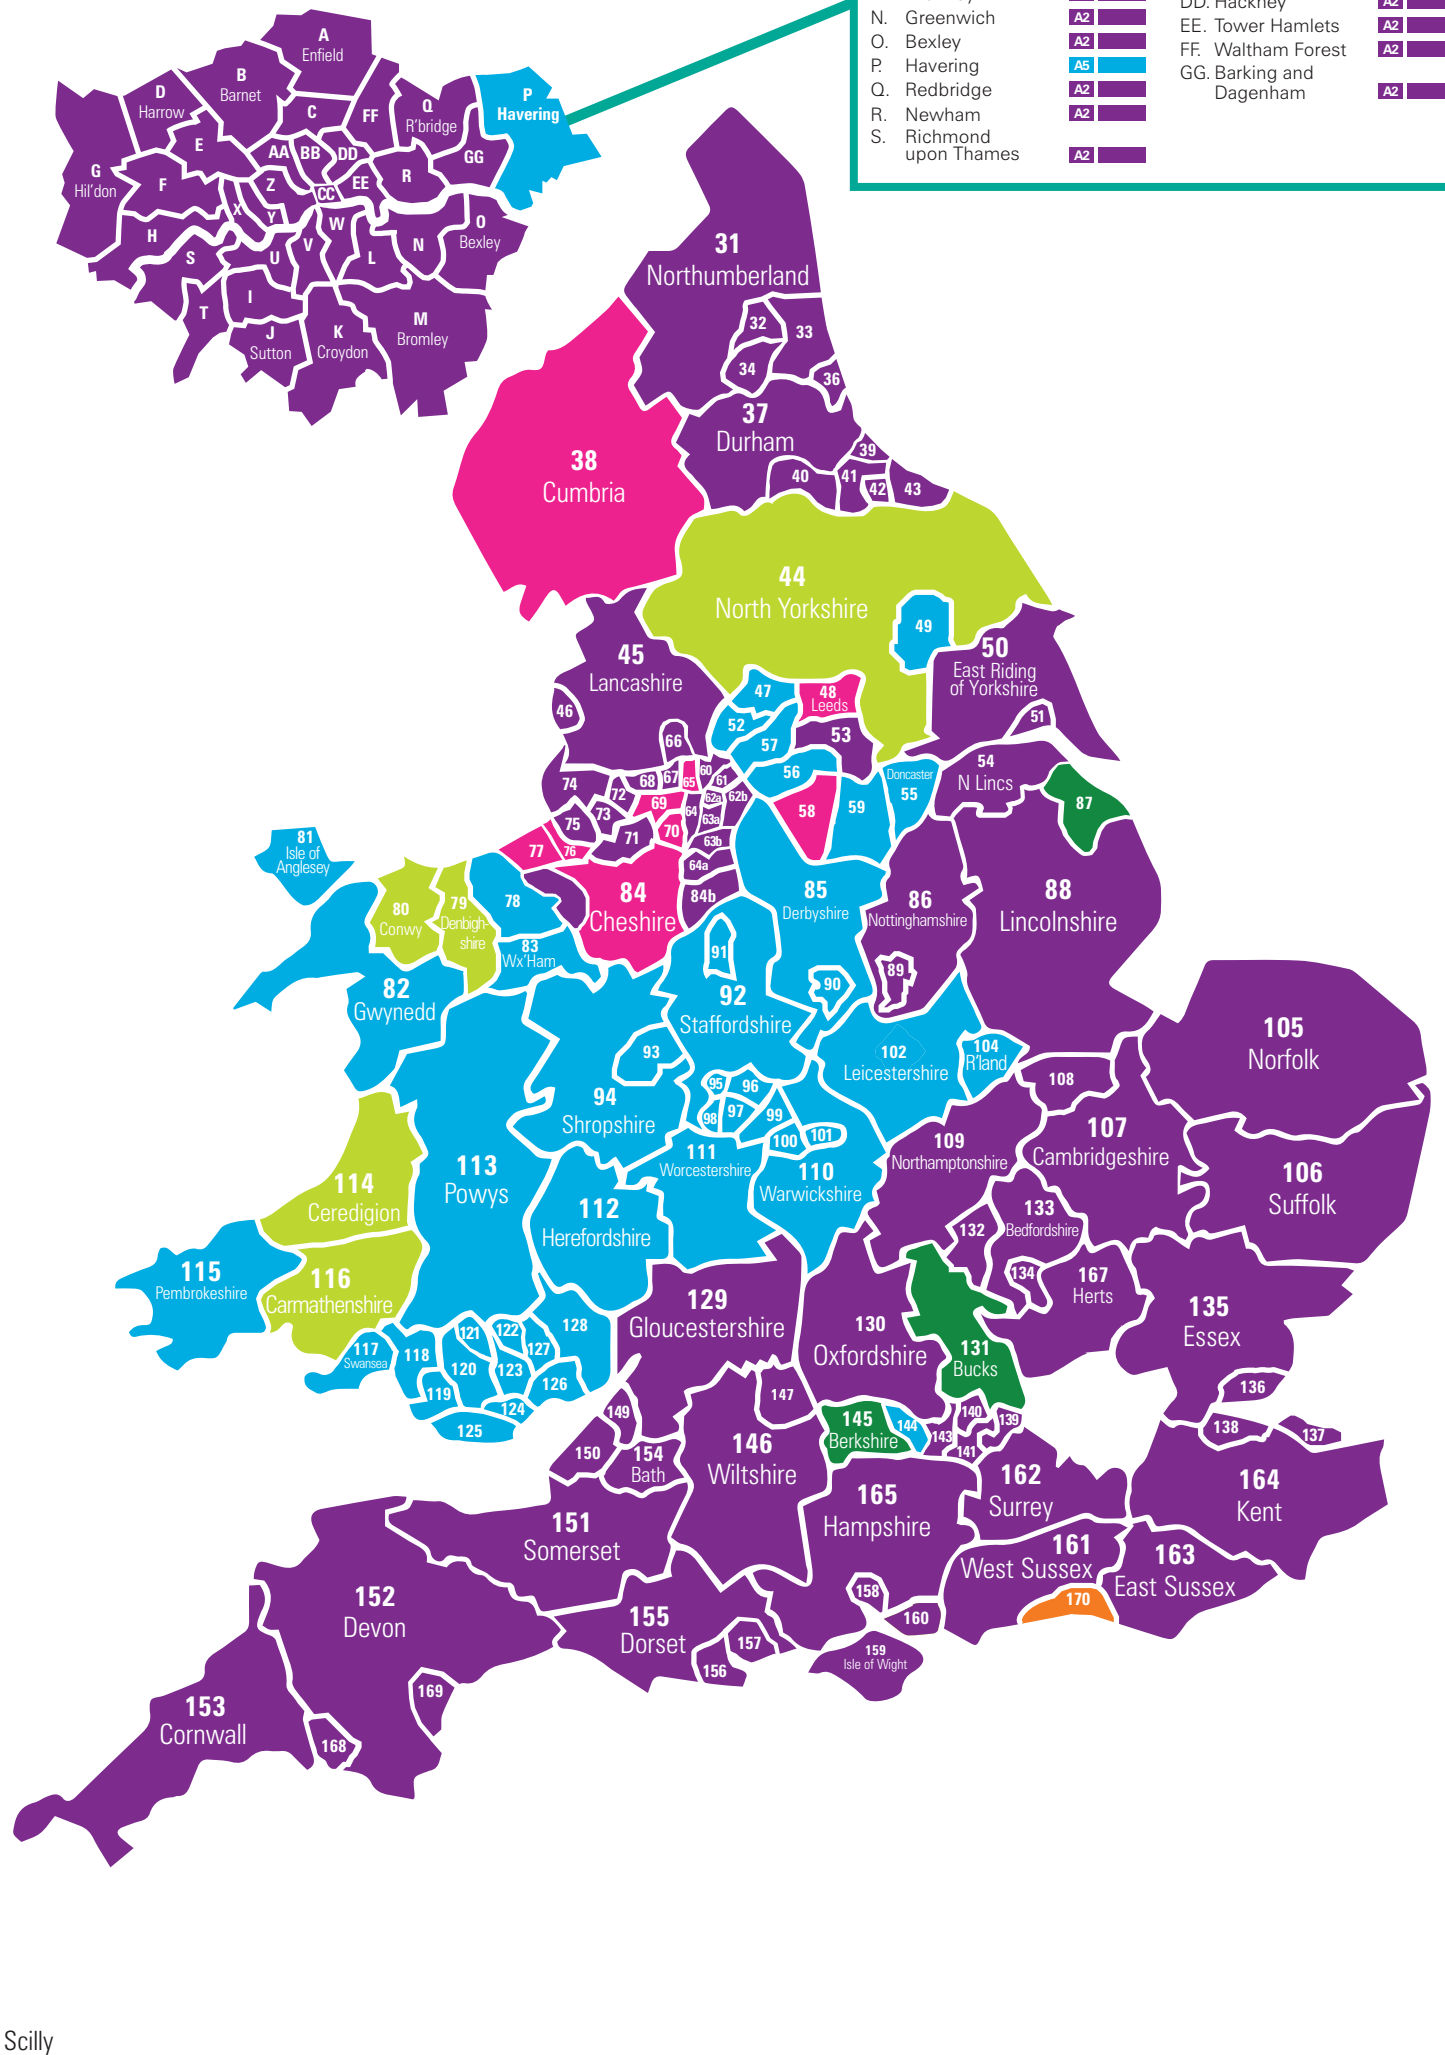 DD. Hackney A2
N. Greenwich A2
EE. Tower Hamlets A2
O. Bexley A2
FF. Waltham Forest A2
P. Havering A5
GG. Barking and
Dagenham A2
Q. Redbridge A2
R. Newham A2
S. Richmond
upon Thames A2
A
Enfield
B
Barnet
D
Harrow
C
FF
Q
R'bridge
P
Havering
E
AA
BB
DD
GG
G
Hil'don
F
Z
CC
EE
R
X
Y
H
W
O
Bexley
S
U
V
L
N
T
I
J
Sutton
K
Croydon
M
Bromley
31
Northumberland
32
33
34
36
37
Durham
38
Cumbria
39
40
41
42
43
44
North Yorkshire
49
45
Lancashire
50
East Riding
of Yorkshire
46
47
48
Leeds
51
52
53
66
57
54
N Lincs
56
Doncaster
55
74
68
67
65
60
61
72
69
62a
62b
58
59
87
75
73
64
63a
71
70
63b
77
76
64a
81
Isle of
Anglesey
80
Conwy
79
Denbigh-
shire
78
84
Cheshire
84b
85
Derbyshire
86
Nottinghamshire
88
Lincolnshire
83
Wx'Ham
91
89
90
82
Gwynedd
92
Staffordshire
105
Norfolk
93
102
Leicestershire
104
R'land
108
94
Shropshire
95
96
98
97
99
100
101
109
Northamptonshire
107
Cambridgeshire
111
Worcestershire
113
Powys
110
Warwickshire
106
Suffolk
114
Ceredigion
112
Herefordshire
132
133
Bedfordshire
115
Pembrokeshire
116
Carmathenshire
134
167
Herts
129
Gloucestershire
135
Essex
117
Swansea
118
121
122
127
128
130
Oxfordshire
131
Bucks
120
123
126
119
124
125
147
136
149
145
Berkshire
144
143
140
139
138
137
141
150
154
Bath
146
Wiltshire
162
Surrey
164
Kent
165
Hampshire
151
Somerset
161
West Sussex
163
East Sussex
152
Devon
158
170
155
Dorset
160
157
156
159
Isle of Wight
169
153
Cornwall
168
Scilly